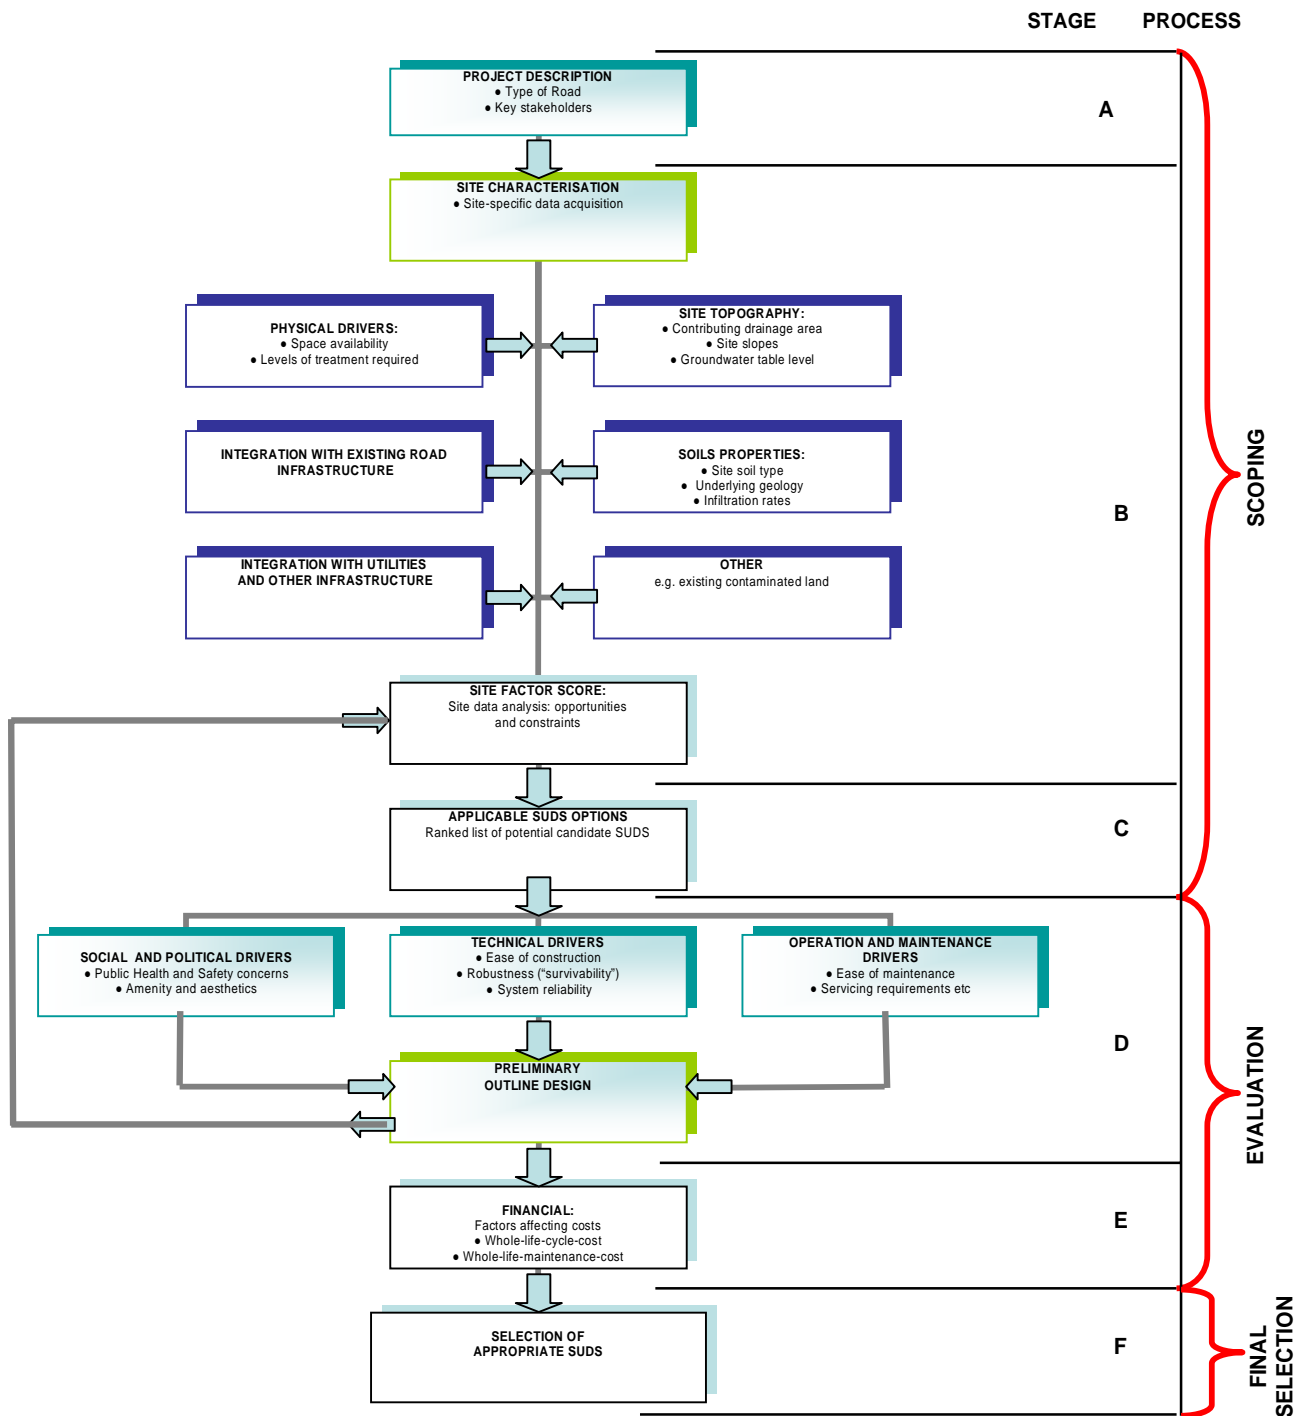 STAGE PROCESS
PROJECT DESCRIPTION
● Type of Road
● Key stakeholders
A
SITE CHARACTERISATION
● Site-specific data acquisition
PHYSICAL DRIVERS:
● Space availability
● Levels of treatment required
SITE TOPOGRAPHY:
● Contributing drainage area
● Site slopes
● Groundwater table level
INTEGRATION WITH EXISTING ROAD
INFRASTRUCTURE
SOILS PROPERTIES:
● Site soil type
● Underlying geology
● Infiltration rates
B
SCOPING
INTEGRATION WITH UTILITIES
AND OTHER INFRASTRUCTURE
OTHER
e.g. existing contaminated land
SITE FACTOR SCORE:
Site data analysis: opportunities
and constraints
APPLICABLE SUDS OPTIONS
Ranked list of potential candidate SUDS
C
SOCIAL AND POLITICAL DRIVERS
● Public Health and Safety concerns
● Amenity and aesthetics
TECHNICAL DRIVERS
● Ease of construction
● Robustness (“survivability”)
● System reliability
OPERATION AND MAINTENANCE
DRIVERS
● Ease of maintenance
● Servicing requirements etc
D
PRELIMINARY
OUTLINE DESIGN
EVALUATION
FINANCIAL:
Factors affecting costs
● Whole-life-cycle-cost
● Whole-life-maintenance-cost
E
SELECTION OF
APPROPRIATE SUDS
F
FINAL
SELECTION